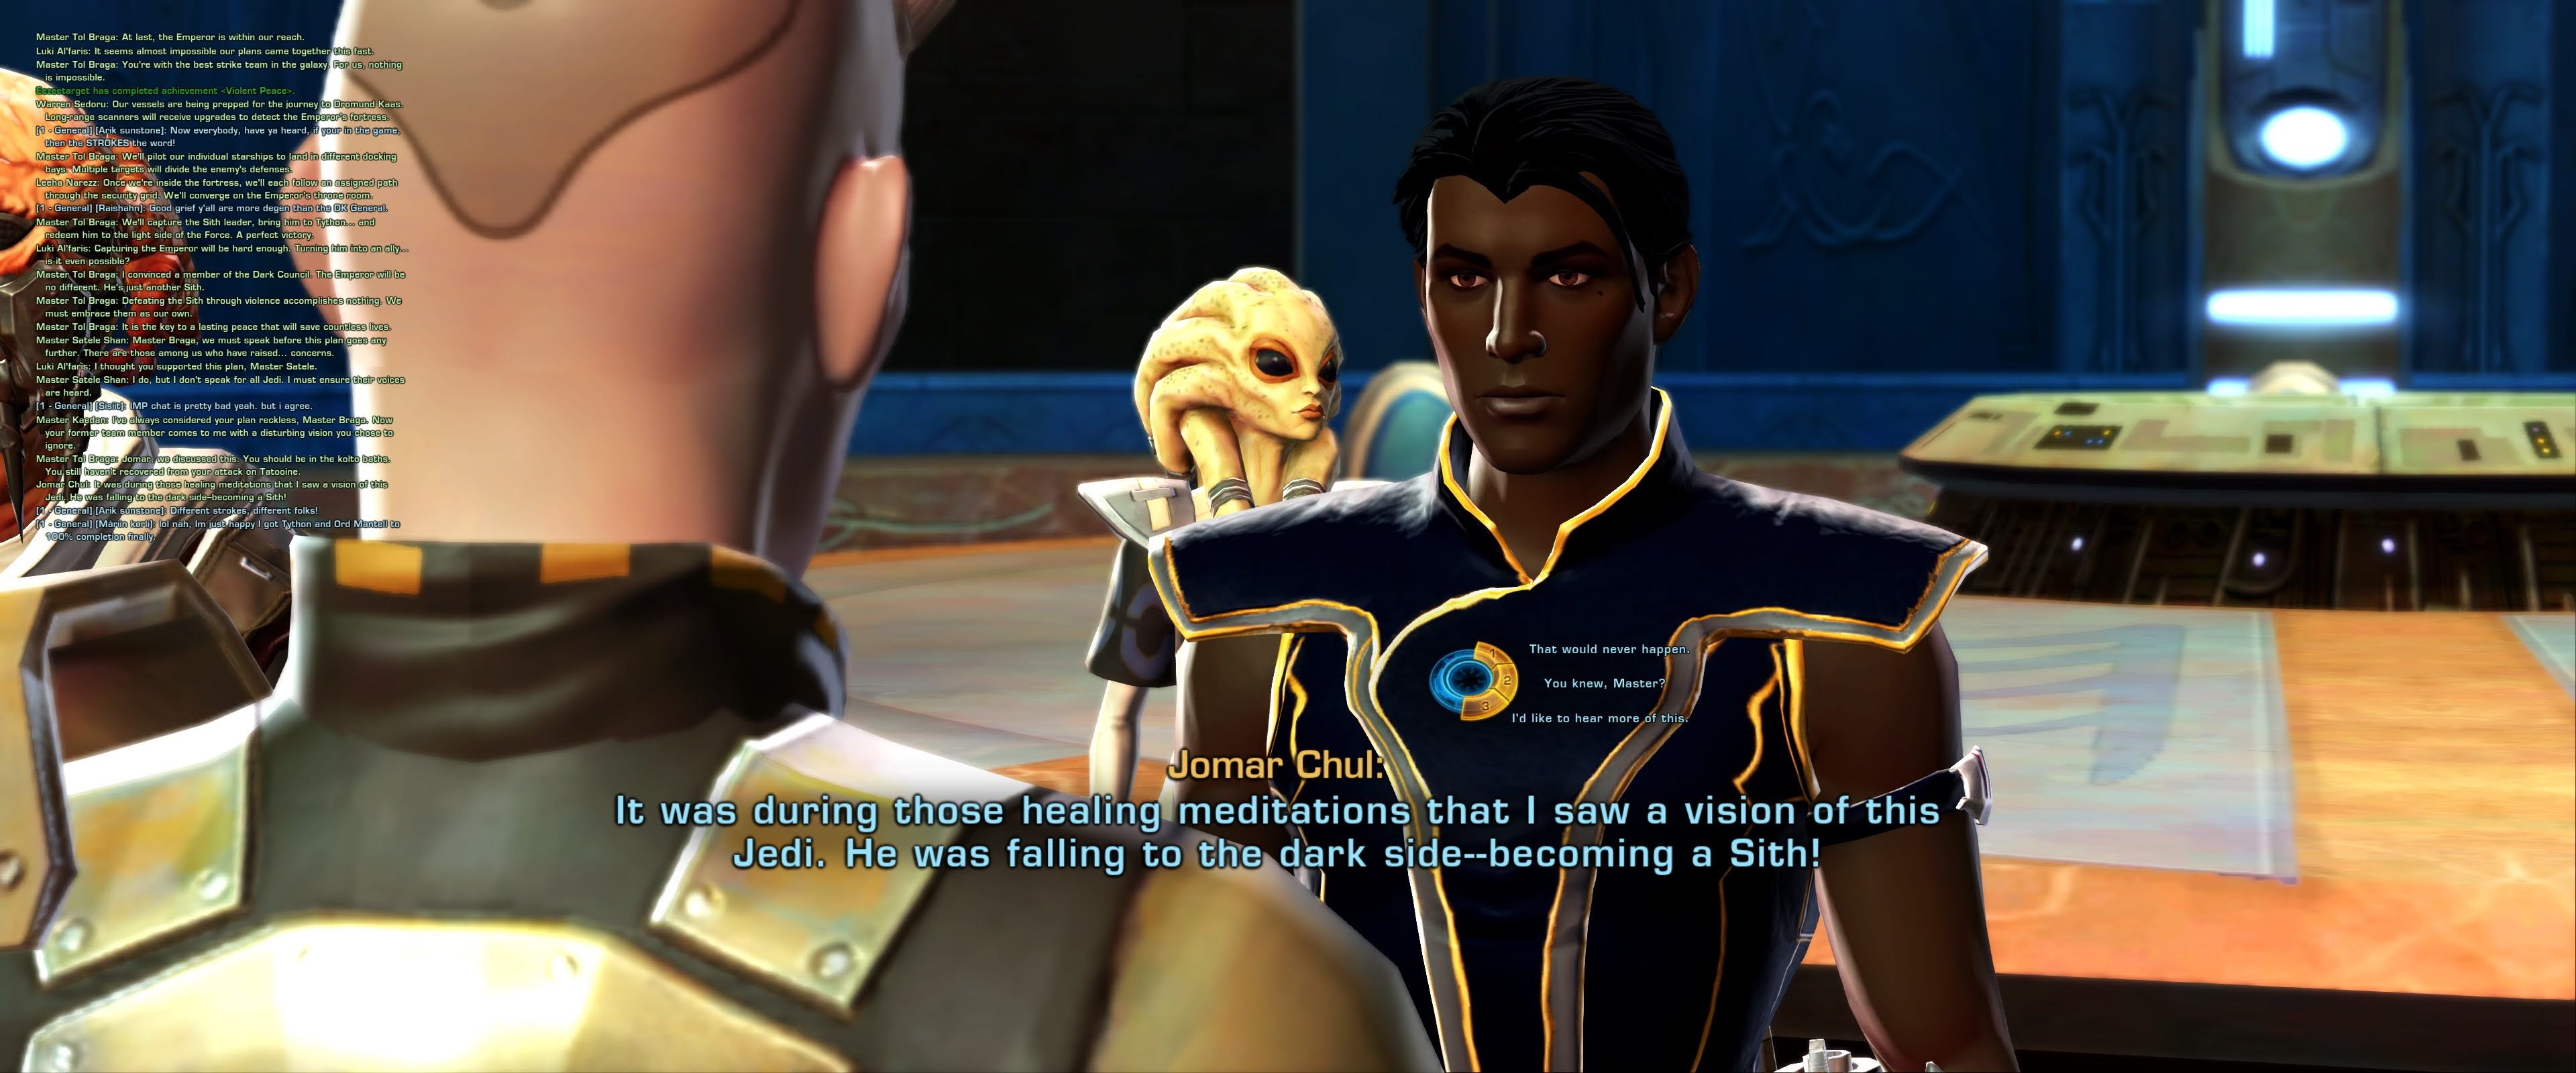 Master Tol Braga: At last, the Emperor is within our reach.
Luki Al'faris: It seems almost impossible our plans came together this fast.
Master Tol Braga: You're with the best strike team in the galaxy. For us, nothing
is impossible.
has completed achievement <Violent Peace>.
Warren Sedoru: Our vessels are being prepped for the journey to Dromund Kaas.
Long-range scanners will receive upgrades to detect the Emperor's fortress.
[1 - General] [Arik sunstone]: Now everybody, have ya heard, if your in the game,
then the STROKES the word!
Master Tol Braga: We'll pilot our individual starships to land in different docking
bays. Multiple targets will divide the enemy's defenses.
Leeha Narezz: Once we're inside the fortress, we'll each follow an assigned path
through the security grid. We'll converge on the Emperor's throne room.
[1 - General] [Raishahn]: Good grief y'all are more degen than the DK General.
Master Tol Braga: We'll capture the Sith leader, bring him to Tython... and
redeem him to the light side of the Force. A perfect victory.
Luki Al'faris: Capturing the Emperor will be hard enough. Turning him into an ally...
is it even possible?
Master Tol Braga: I convinced a member of the Dark Council. The Emperor will be
no different. He's just another Sith.
Master Tol Braga: Defeating the Sith through violence accomplishes nothing. We
must embrace them as our own.
Master Tol Braga: It is the key to a lasting peace that will save countless lives.
Master Satele Shan: Master Braga, we must speak before this plan goes any
further. There are those among us who have raised... concerns.
Luki Al'faris: I thought you supported this plan, Master Satele.
Master Satele Shan: I do, but I don't speak for all Jedi. I must ensure their voices
are heard.
[1 - General] [Sisiit]: IMP chat is pretty bad yeah. but i agree.
Master Kaedan: I've always considered your plan reckless, Master Braga. Now
your former team member comes to me with a disturbing vision you chose to
ignore.
Master Tol Braga: Jomar, we discussed this. You should be in the kolto baths.
You still haven't recovered from your attack on Tatooine.
Jomar Chul: It was during those healing meditations that I saw a vision of this
Jedi. He was falling to the dark side--becoming a Sith!
[1 - General] [Arik sunstone]: Different strokes, different folks!
[1 - General] lol nah, Im just happy I got Tython and Ord Mantell to
100% completion finally.
1 That would never happen.
2 You knew, Master?
3 I'd like to hear more of this.
Jomar Chul:
It was during those healing meditations that I saw a vision of this
Jedi. He was falling to the dark side--becoming a Sith!